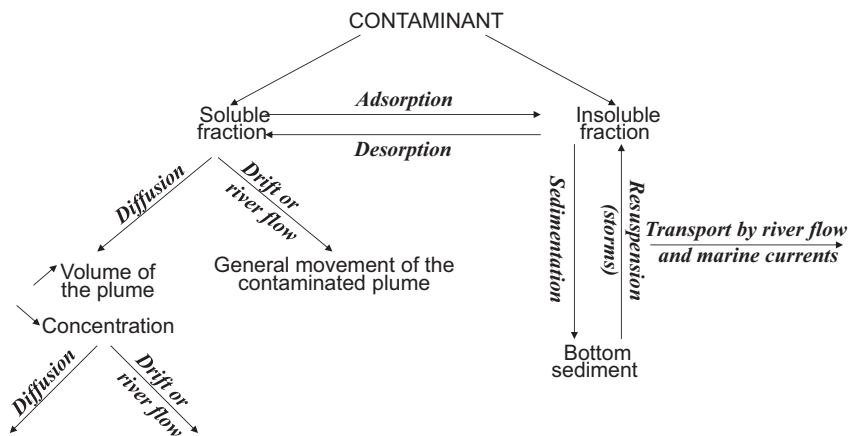 CONTAMINANT
Adsorption
Soluble
fraction
Insoluble
fraction
Desorption
Diffusion
Drift or
river flow
Sedimentation
Resuspension
(storms)
Transport by river flow
and marine currents
Volume of
the plume
General movement of the
contaminated plume
Concentration
Bottom
sediment
Diffusion
Drift or
river flow